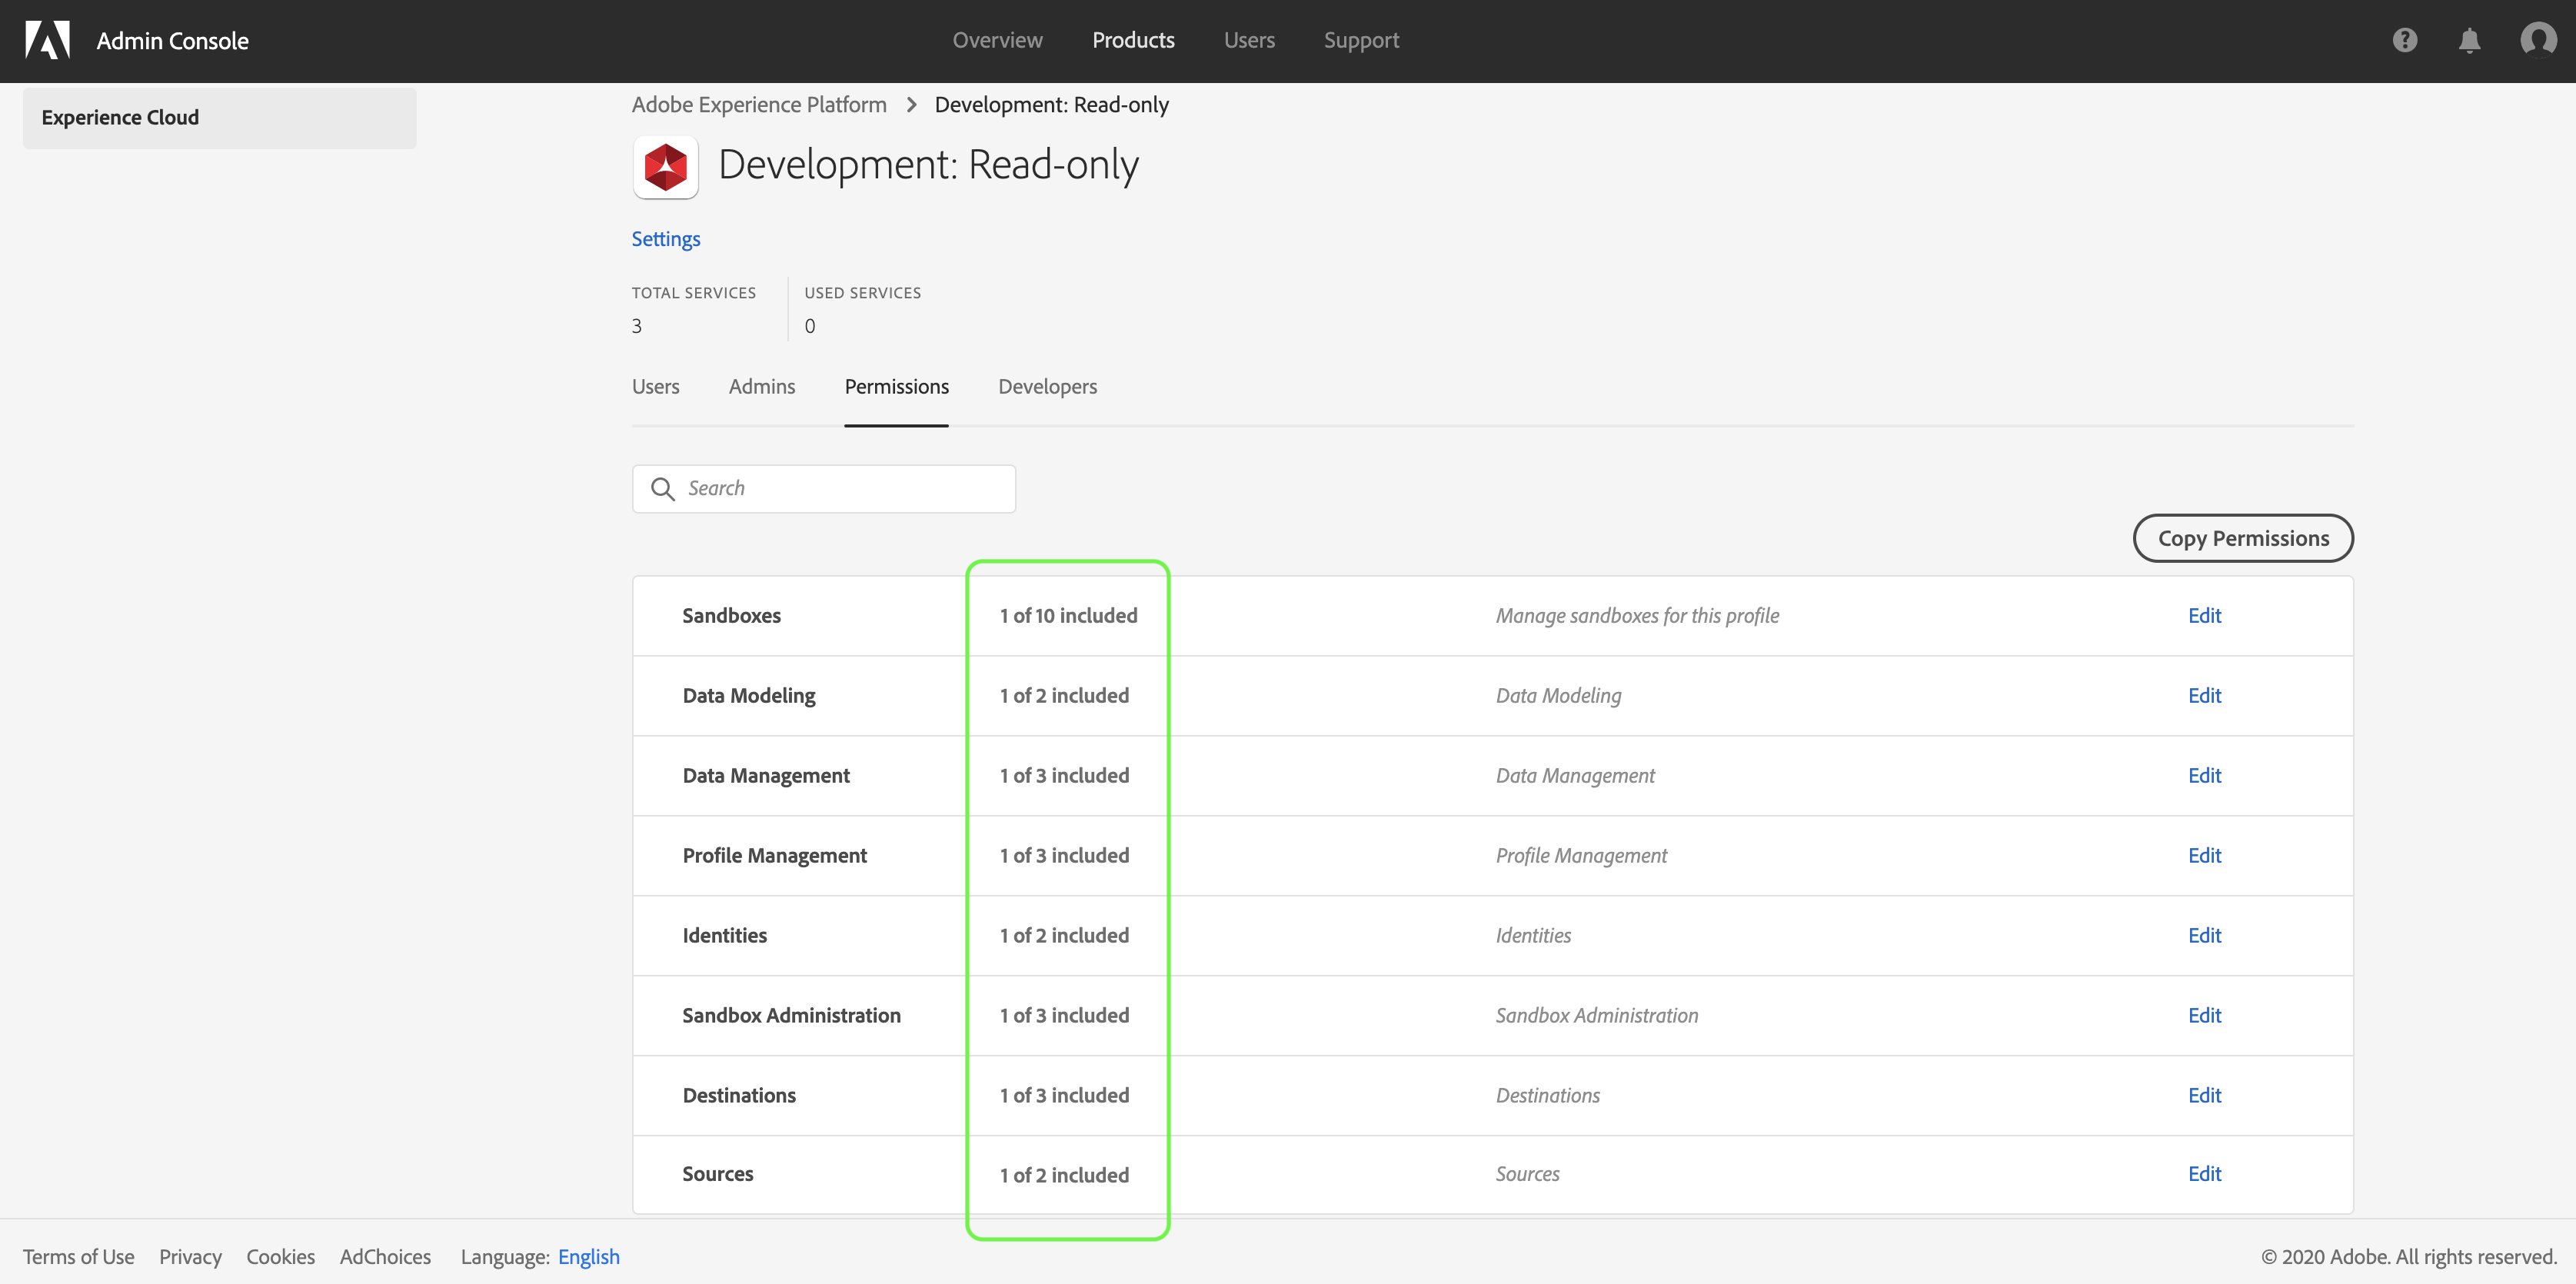 Admin Console
Overview Products Users Support
Experience Cloud
Adobe Experience Platform > Development: Read-only
Development: Read-only
Settings
TOTAL SERVICES USED SERVICES
3 0
Users Admins Permissions Developers
Search
Copy Permissions
Sandboxes 1 of 10 included Manage sandboxes for this profile Edit
Data Modeling 1 of 2 included Data Modeling Edit
Data Management 1 of 3 included Data Management Edit
Profile Management 1 of 3 included Profile Management Edit
Identities 1 of 2 included Identities Edit
Sandbox Administration 1 of 3 included Sandbox Administration Edit
Destinations 1 of 3 included Destinations Edit
Sources 1 of 2 included Sources Edit
Terms of Use Privacy Cookies AdChoices Language: English © 2020 Adobe. All rights reserved.